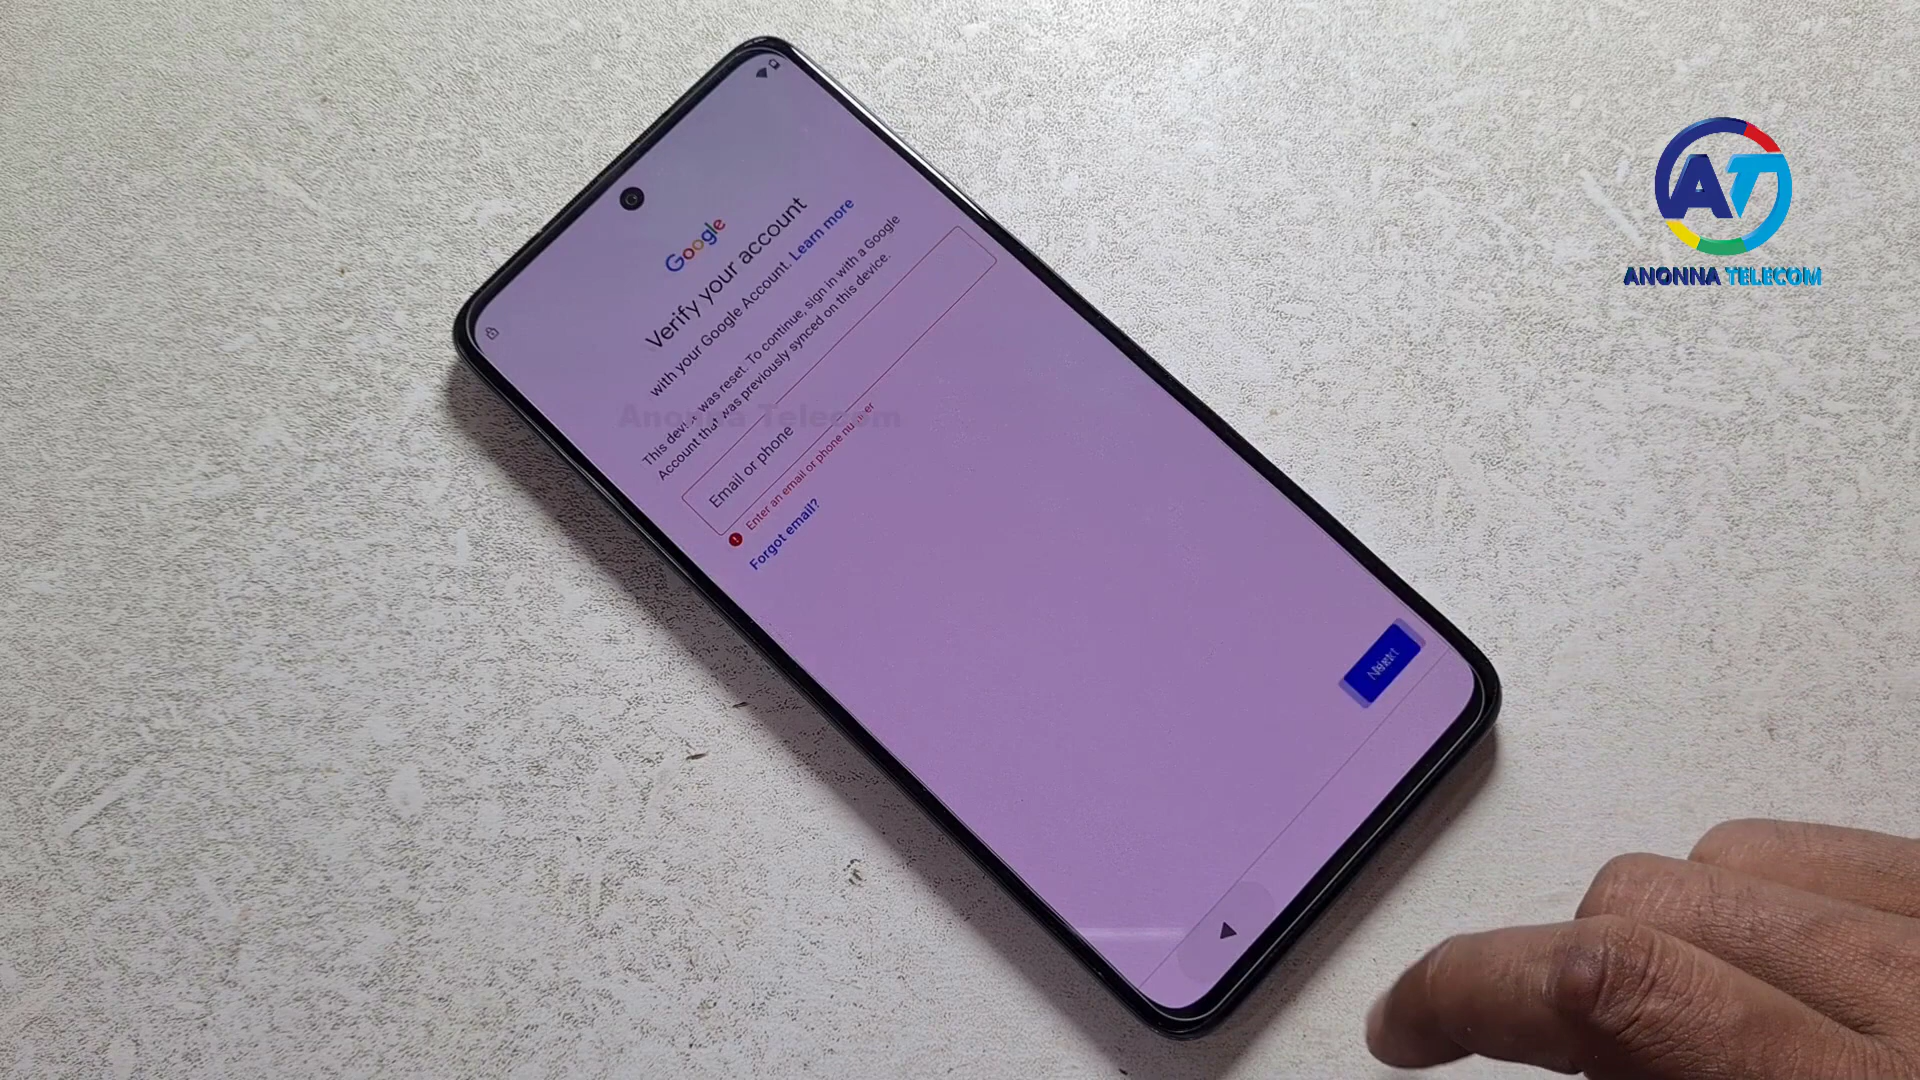 AT
ANONNA TELECOM
Google
Verify your account
with your Google Account. Learn more
This device was reset. To continue, sign in with a Google
Account that was previously synced on this device.
Anonna Telecom
Email or phone
Enter an email or phone number
Forgot email?